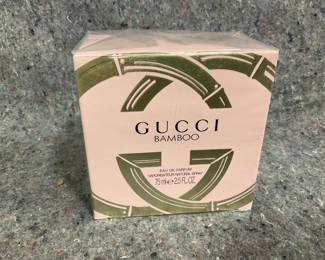 GUCCI
BAMBOO
EAU DE PARFUM
VAPORISATEUR NATURAL SPRAY
75 ml ℮ 2.5 FL.OZ.